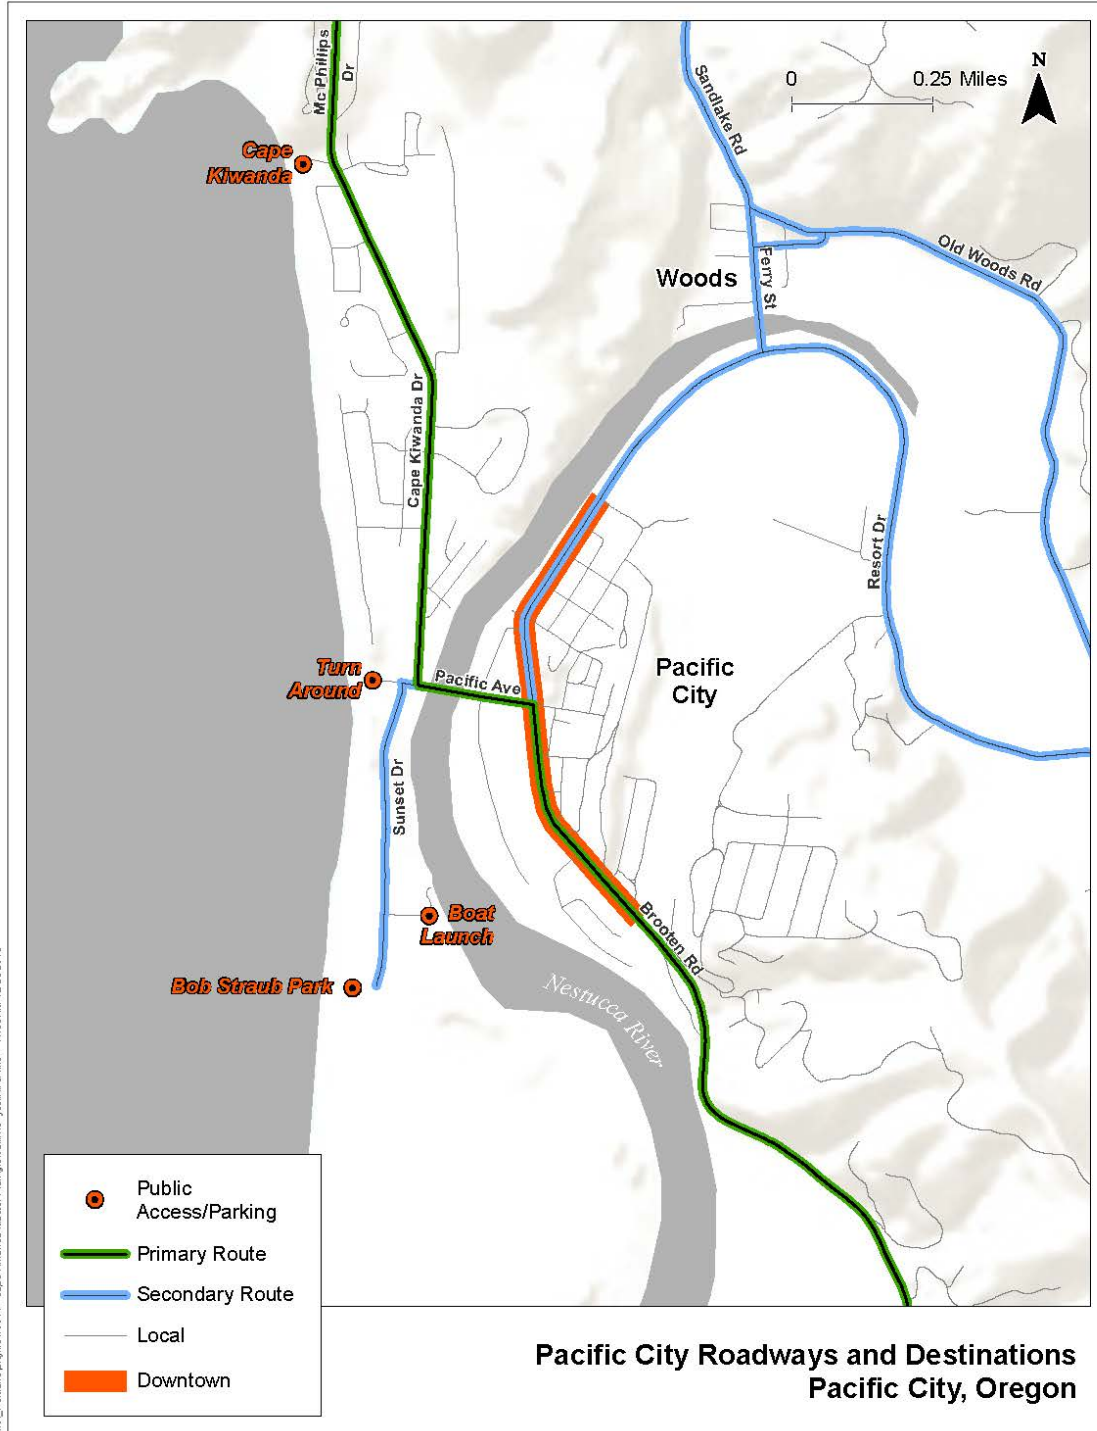 Mc Phillips
Dr
Sandlake Rd
0 0.25 Miles
N
Cape
Kiwanda
Woods
Ferry St
Old Woods Rd
Cape Kiwanda Dr
Resort Dr
Turn
Around
Pacific Ave
Pacific
City
Sunset Dr
Boat
Launch
Brooten Rd
Bob Straub Park
Nestucca River
Public
Access/Parking
Primary Route
Secondary Route
Local
Downtown
Pacific City Roadways and Destinations
Pacific City, Oregon